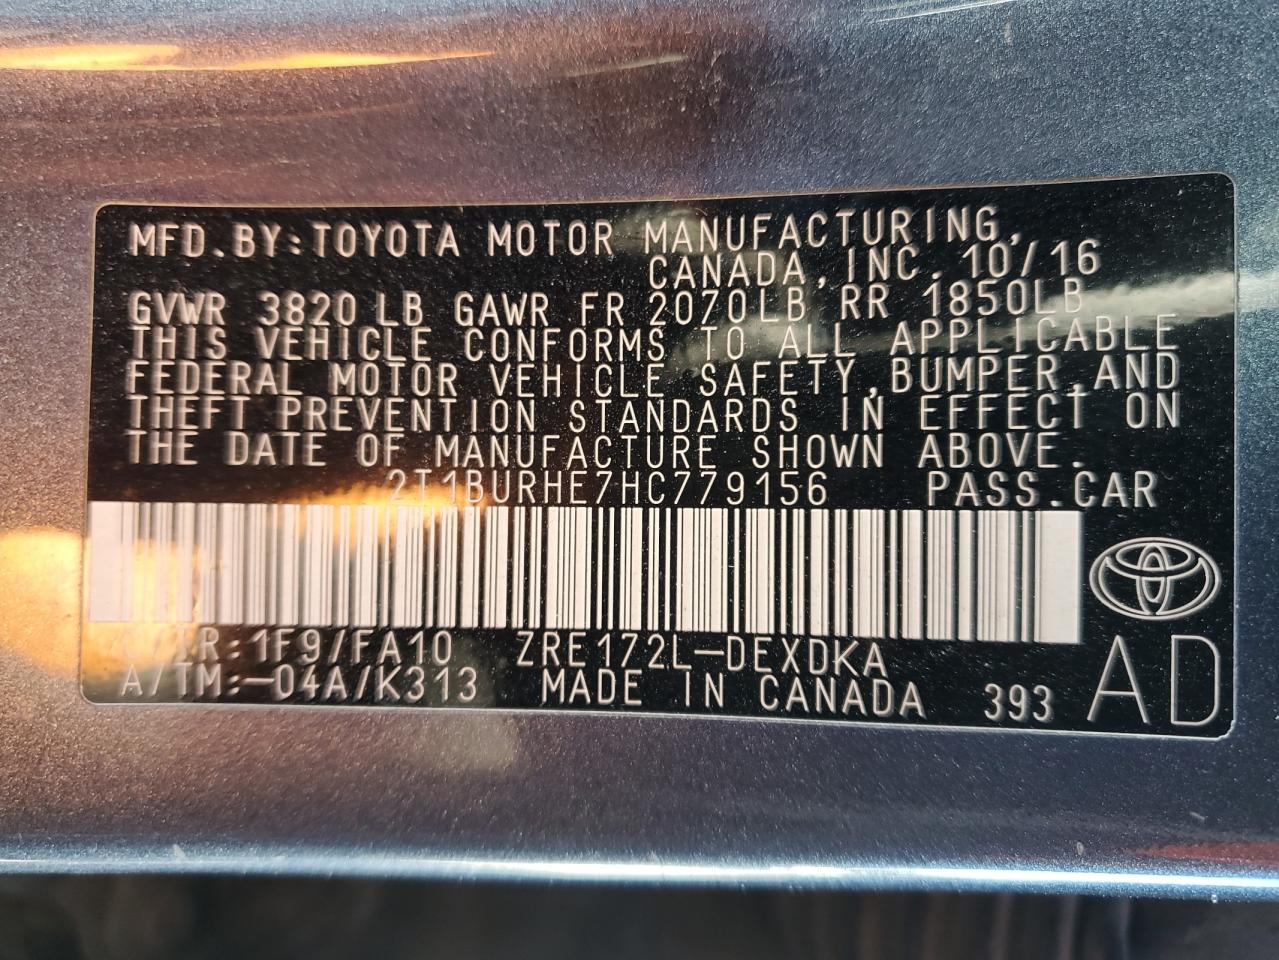 MFD.BY:TOYOTA MOTOR MANUFACTURING,
CANADA,INC. 10/16
GVWR 3820LB GAWR FR 2070LB RR 1850LB
THIS VEHICLE CONFORMS TO ALL APPLICABLE
FEDERAL MOTOR VEHICLE SAFETY,BUMPER,AND
THEFT PREVENTION STANDARDS IN EFFECT ON
THE DATE OF MANUFACTURE SHOWN ABOVE.
2T1BURHE7HC779156 PASS.CAR
C/TR:1F9/FA10 ZRE172L-DEXDKA
A/TM:-04A/K313 MADE IN CANADA 393 AD